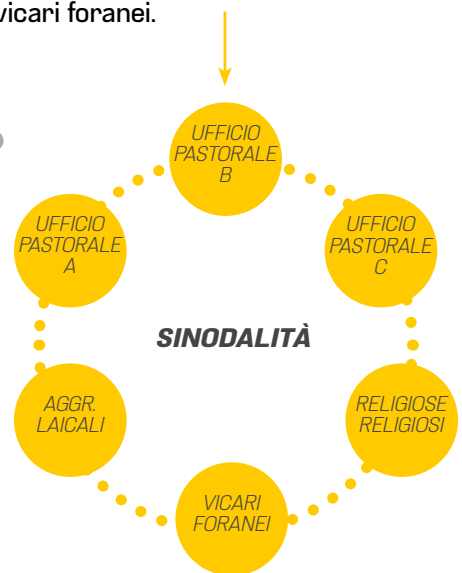 vicari foranei.
UFFICIO
PASTORALE
B
UFFICIO
PASTORALE
A
UFFICIO
PASTORALE
C
SINODALITÀ
AGGR.
LAICALI
RELIGIOSE
RELIGIOSI
VICARI
FORANEI